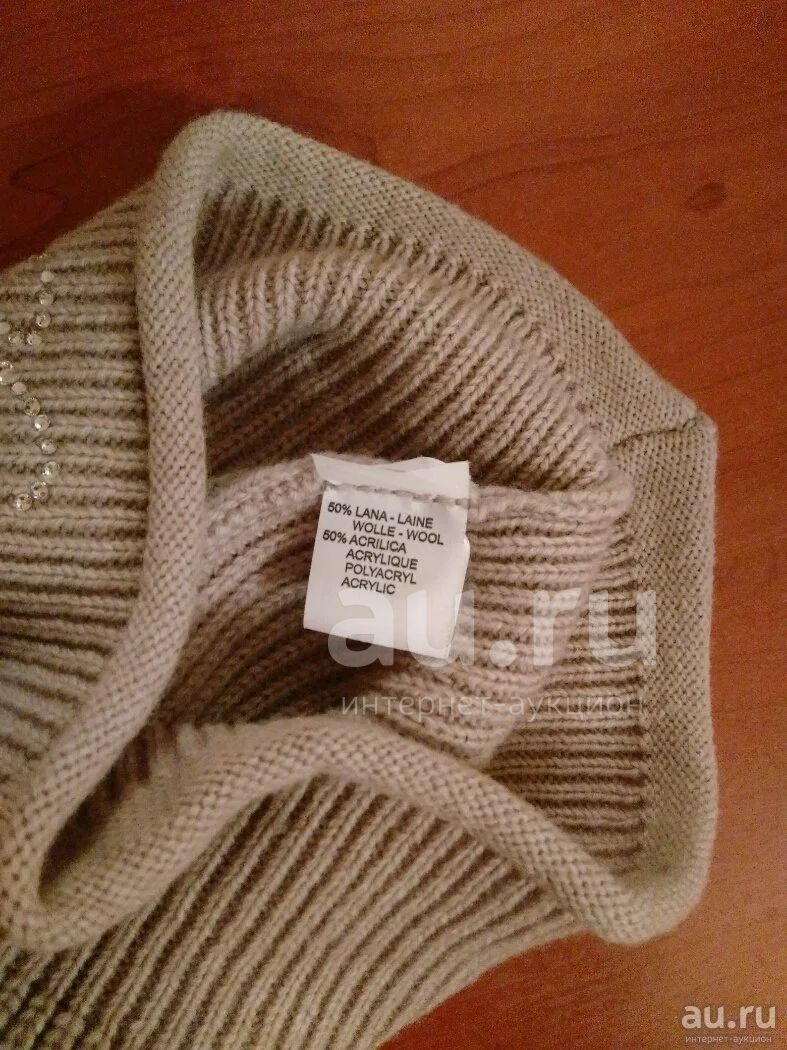 50% LANA - LAINE
WOLLE - WOOL
50% ACRILICA
ACRYLIQUE
POLYACRYL
ACRYLIC
au.ru
интернет-аукцион
au.ru
интернет-аукцион